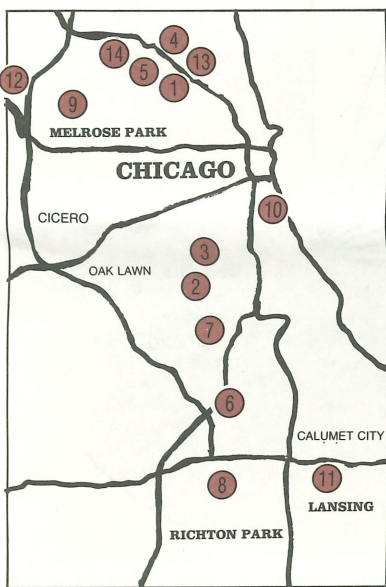 4
14
13
5
12
1
9
MELROSE PARK
CHICAGO
10
CICERO
3
OAK LAWN
2
7
6
CALUMET CITY
8
11
LANSING
RICHTON PARK